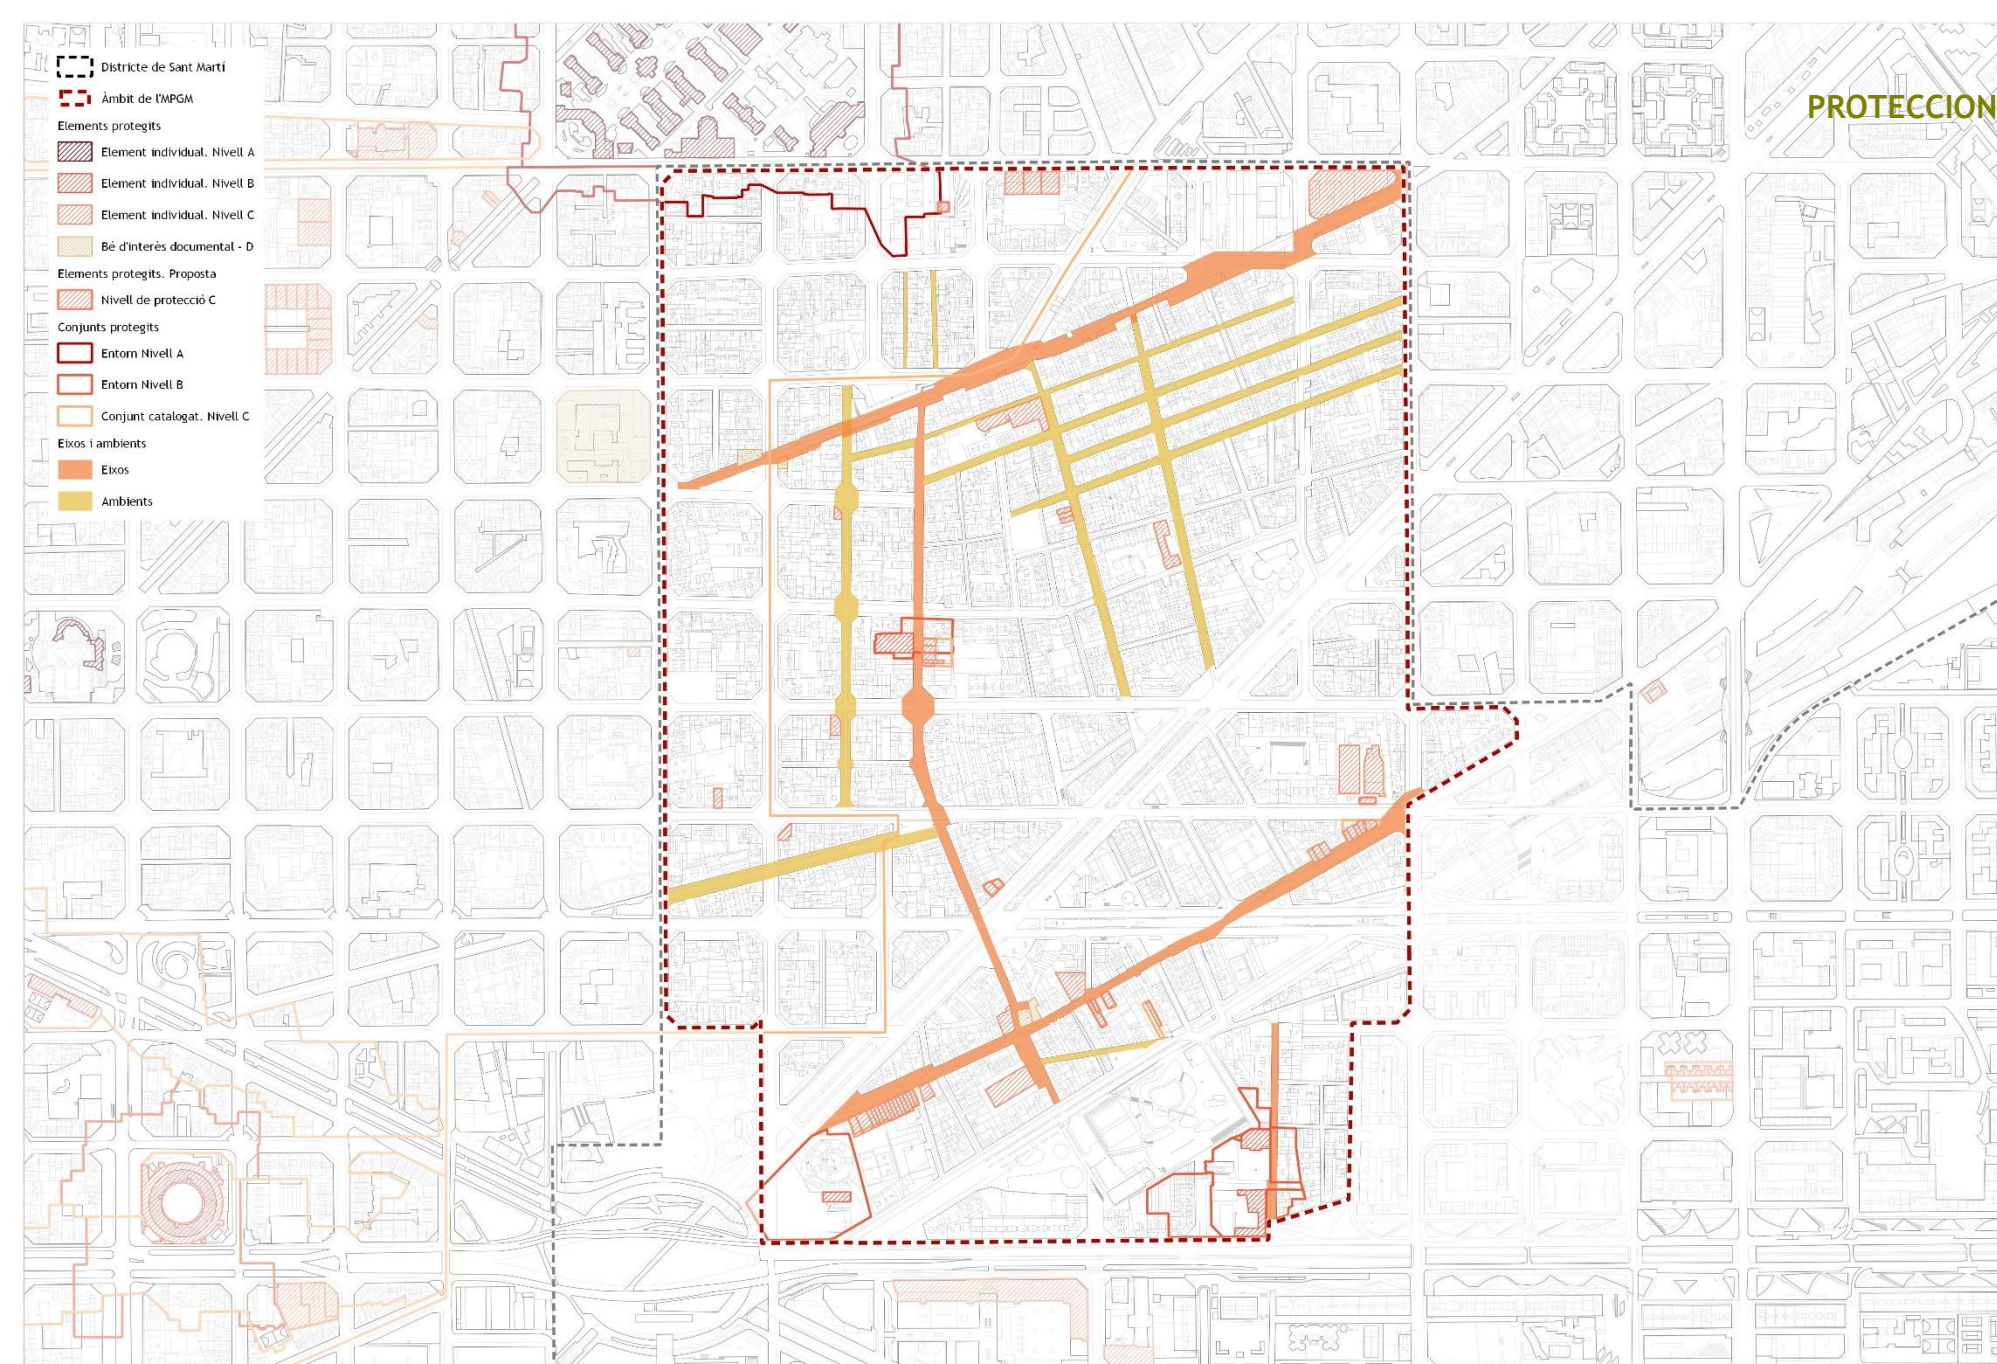 PROTECCION
Districte de Sant Martí
Àmbit de l'MPGM
Elements protegits
Element individual. Nivell A
Element individual. Nivell B
Element individual. Nivell C
Bé d'interès documental - D
Elements protegits. Proposta
Nivell de protecció C
Conjunts protegits
Entorn Nivell A
Entorn Nivell B
Conjunt catalogat. Nivell C
Eixos i ambients
Eixos
Ambients